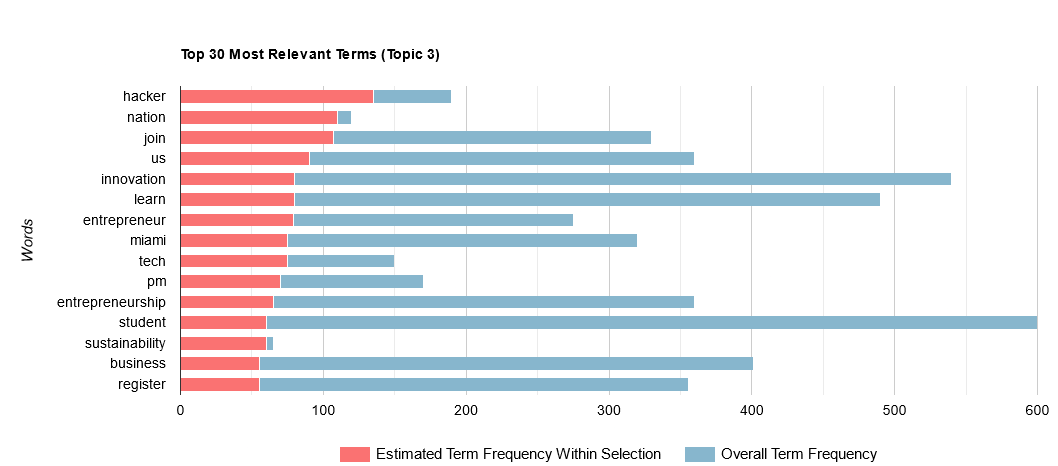 Top 30 Most Relevant Terms (Topic 3)
hacker
nation
join
us
innovation
learn
entrepreneur
miami
tech
pm
entrepreneurship
student
sustainability
business
register
Words
0 100 200 300 400 500 600
Estimated Term Frequency Within Selection Overall Term Frequency